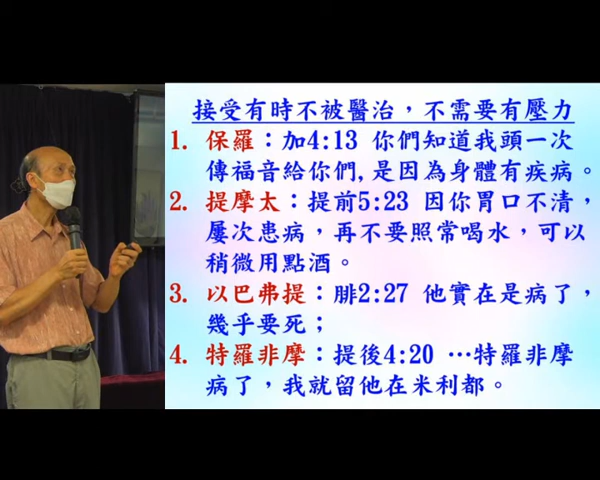 接受有時不被醫治，不需要有壓力
1. 保羅：加4:13 你們知道我頭一次
傳福音給你們,是因為身體有疾病。
2. 提摩太：提前5:23 因你胃口不清，
屢次患病，再不要照常喝水，可以
稍微用點酒。
3. 以巴弗提：腓2:27 他實在是病了，
幾乎要死；
4. 特羅非摩：提後4:20 …特羅非摩
病了，我就留他在米利都。